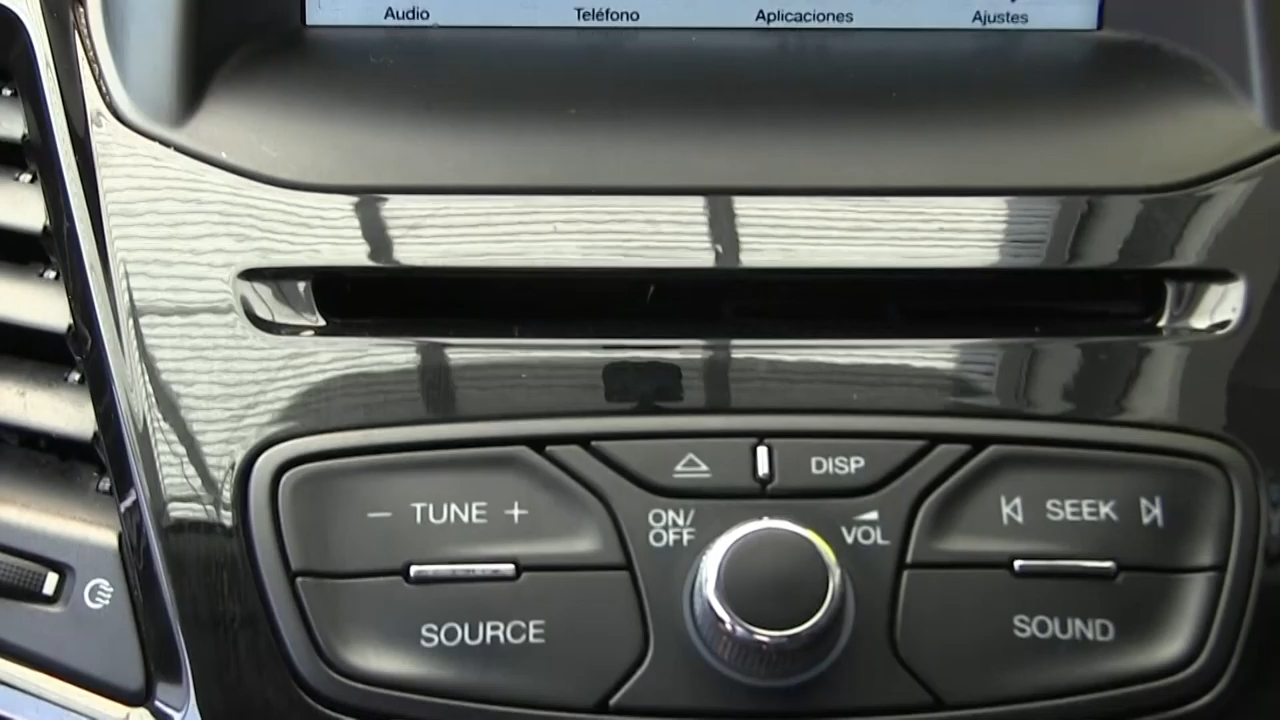 Audio Teléfono Aplicaciones Ajustes
DISP
− TUNE +
ON/
OFF
VOL
SEEK
SOURCE
SOUND